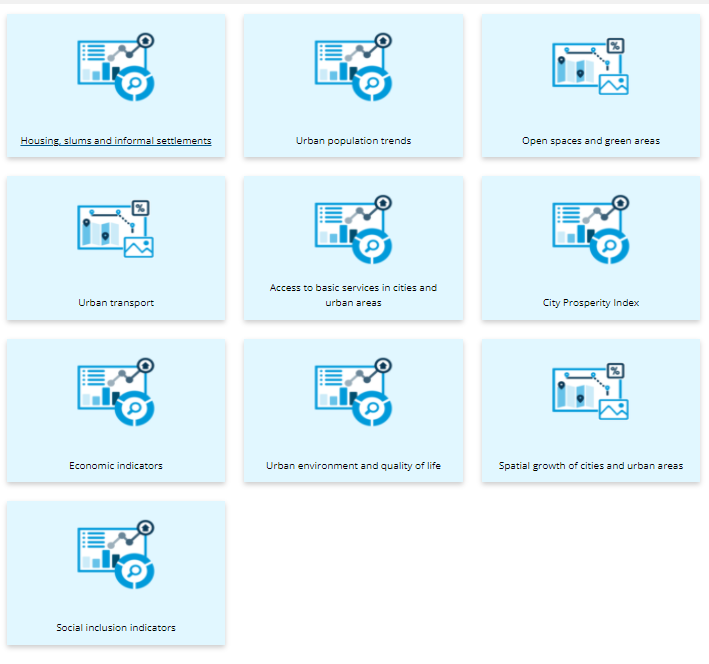 Housing, slums and informal settlements
Urban population trends
%
Open spaces and green areas
%
Urban transport
Access to basic services in cities and
urban areas
City Prosperity Index
Economic indicators
Urban environment and quality of life
%
Spatial growth of cities and urban areas
Social inclusion indicators